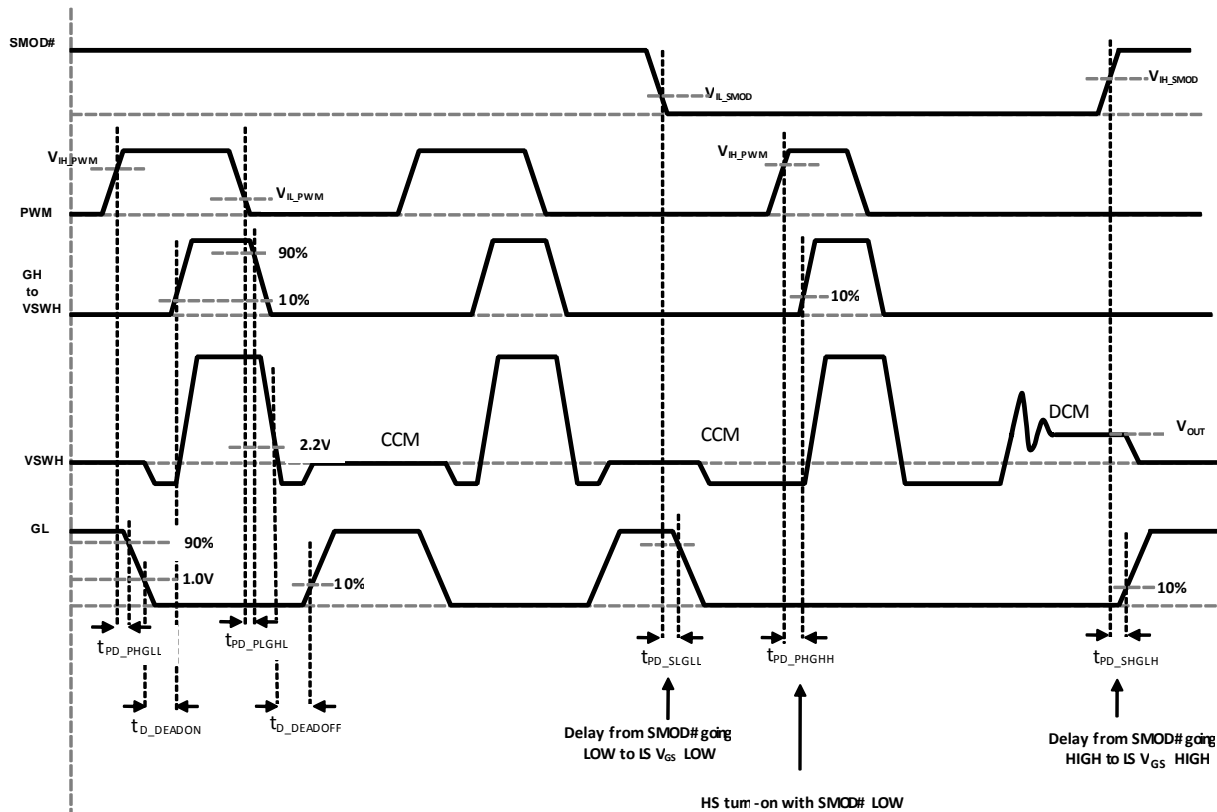 SMOD#
V_IL_SMOD
V_IH_SMOD
V_IH_PWM
V_IH_PWM
V_IL_PWM
PWM
90%
GH
to
VSWH
10%
10%
DCM
V_OUT
CCM
CCM
2.2V
VSWH
GL
90%
1.0V
10%
10%
t_PD_PHGLL
t_PD_PLGHL
t_PD_SLGLL
t_PD_PHGHH
t_PD_SHGLH
t_D_DEADON
t_D_DEADOFF
Delay from SMOD# going
LOW to LS V_GS LOW
Delay from SMOD# going
HIGH to LS V_GS HIGH
HS turn-on with SMOD# LOW